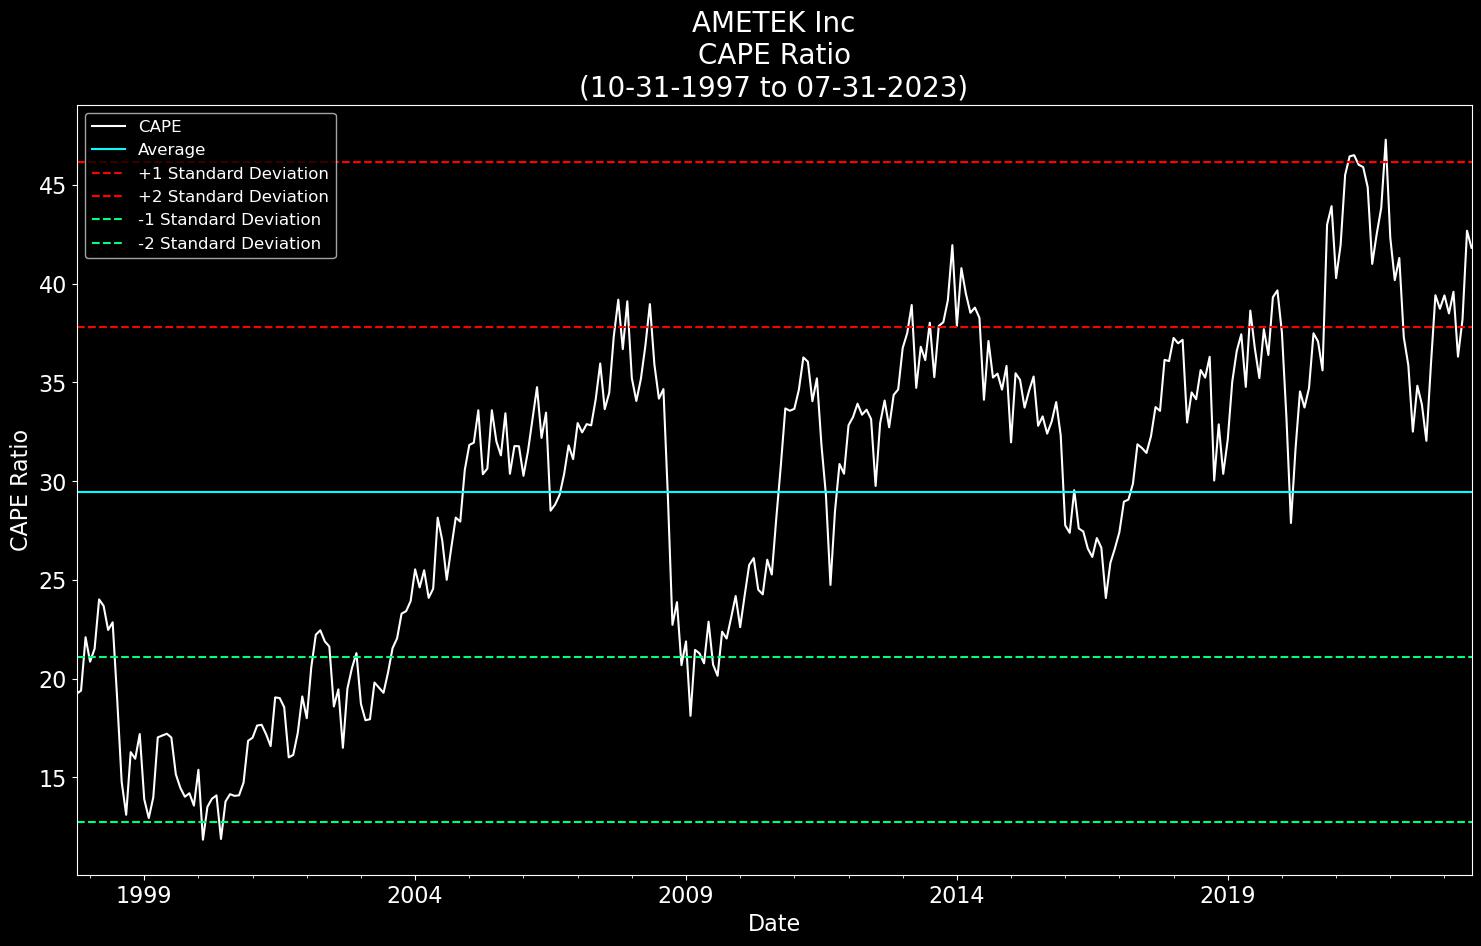 AMETEK Inc
CAPE Ratio
(10-31-1997 to 07-31-2023)
CAPE
Average
+1 Standard Deviation
+2 Standard Deviation
-1 Standard Deviation
-2 Standard Deviation
45
40
35
30
25
20
15
CAPE Ratio
1999 2004 2009 2014 2019
Date